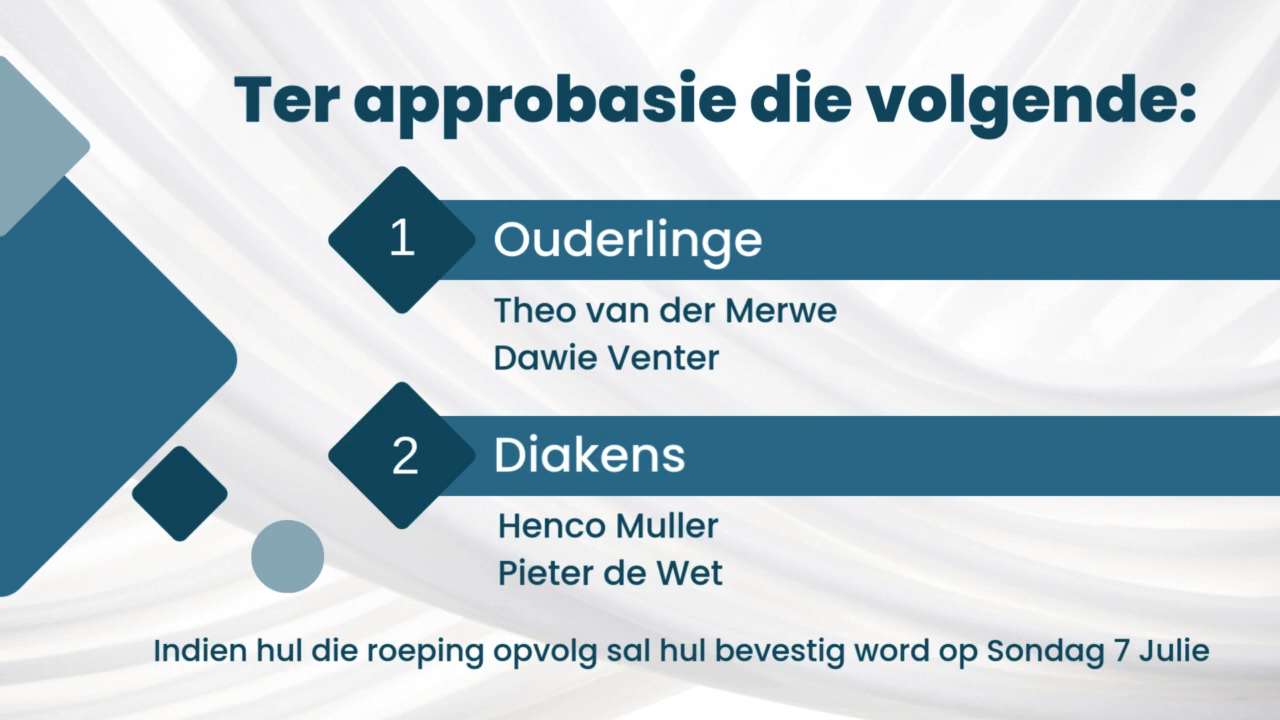 Ter approbasie die volgende:
1
Ouderlinge
Theo van der Merwe
Dawie Venter
2
Diakens
Henco Muller
Pieter de Wet
Indien hul die roeping opvolg sal hul bevestig word op Sondag 7 Julie